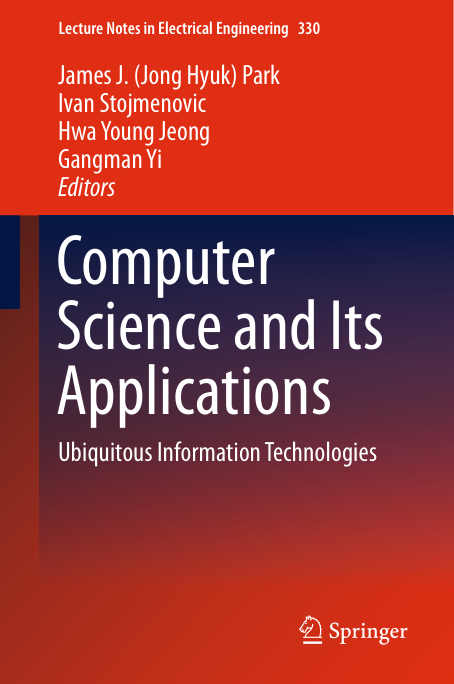 Lecture Notes in Electrical Engineering 330
James J. (Jong Hyuk) Park
Ivan Stojmenovic
Hwa Young Jeong
Gangman Yi
Editors
Computer
Science and Its
Applications
Ubiquitous Information Technologies
Springer